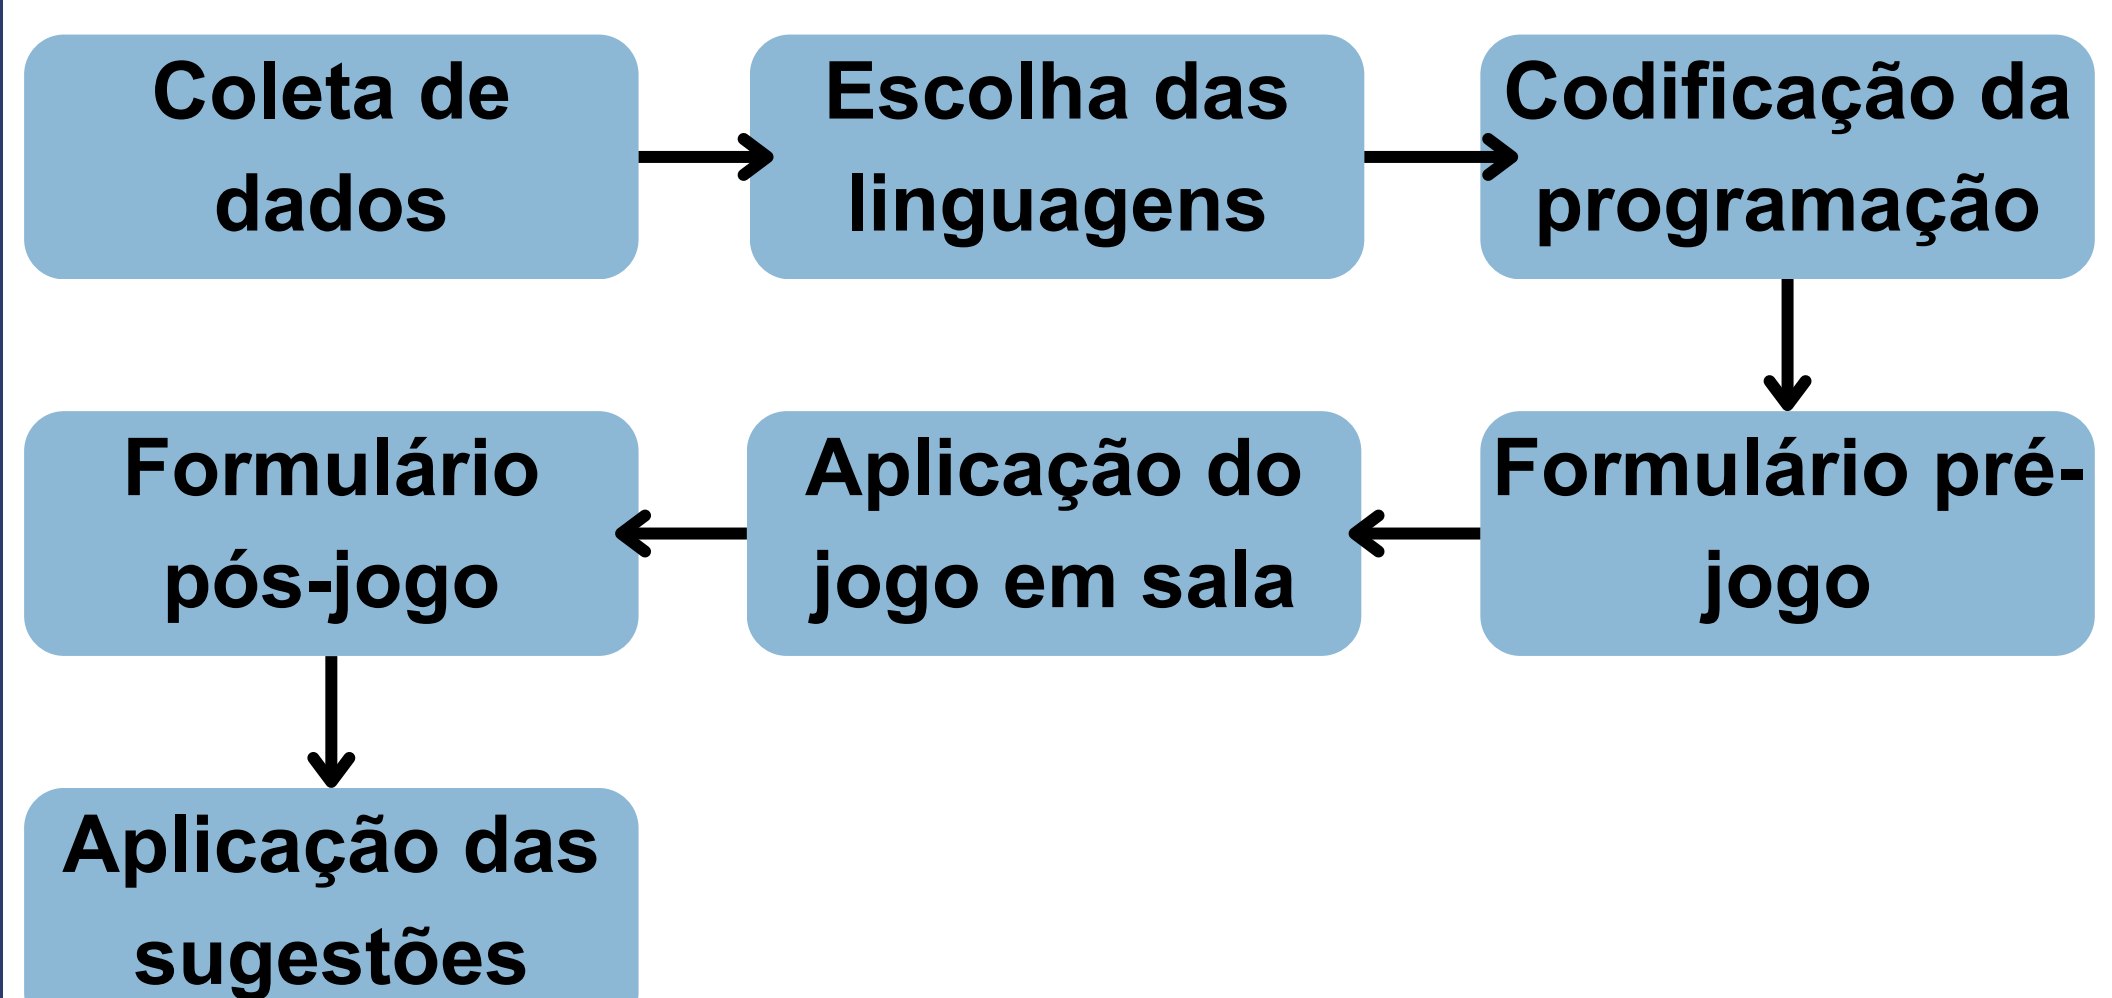 Coleta de
dados
Escolha das
linguagens
Codificação da
programação
Formulário pré-
jogo
Aplicação do
jogo em sala
Formulário
pós-jogo
Aplicação das
sugestões